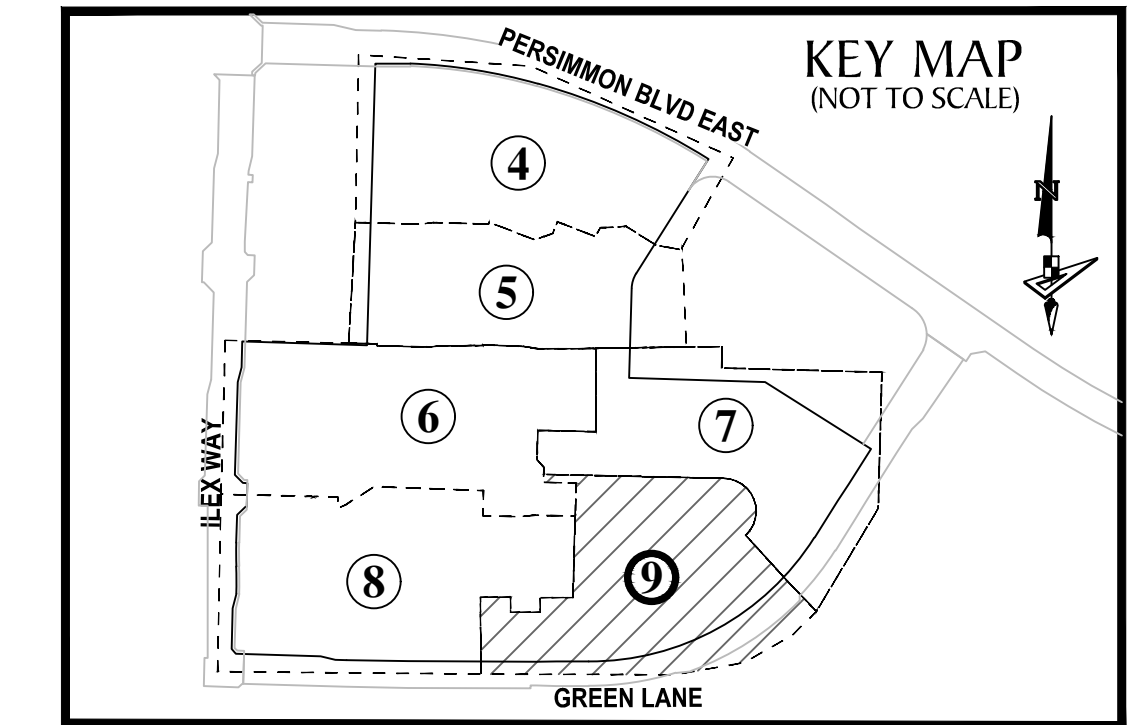 PERSIMMON BLVD EAST
KEY MAP
(NOT TO SCALE)
4
N
5
6
7
ILEX WAY
8
9
GREEN LANE